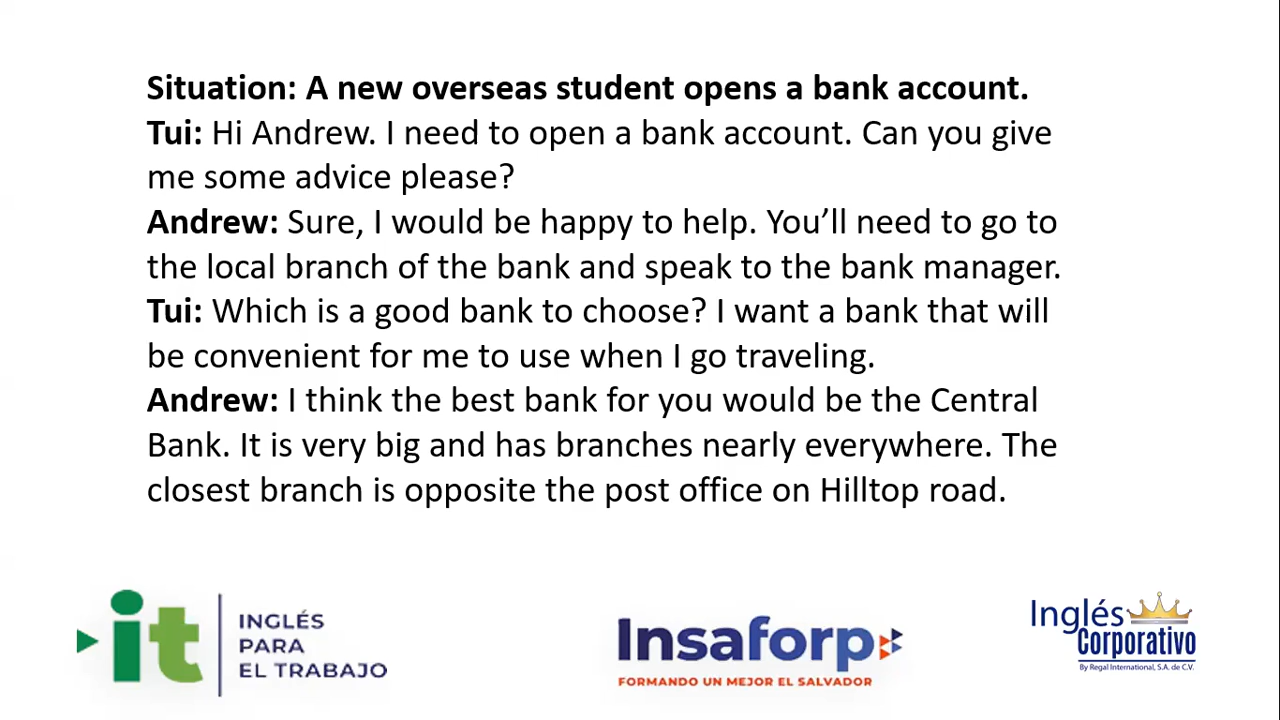 Situation: A new overseas student opens a bank account.
Tui: Hi Andrew. I need to open a bank account. Can you give
me some advice please?
Andrew: Sure, I would be happy to help. You’ll need to go to
the local branch of the bank and speak to the bank manager.
Tui: Which is a good bank to choose? I want a bank that will
be convenient for me to use when I go traveling.
Andrew: I think the best bank for you would be the Central
Bank. It is very big and has branches nearly everywhere. The
closest branch is opposite the post office on Hilltop road.
it
INGLÉS
PARA
EL TRABAJO
Insaforp
FORMANDO UN MEJOR EL SALVADOR
Inglés
Corporativo
By Regal International, S.A. de C.V.